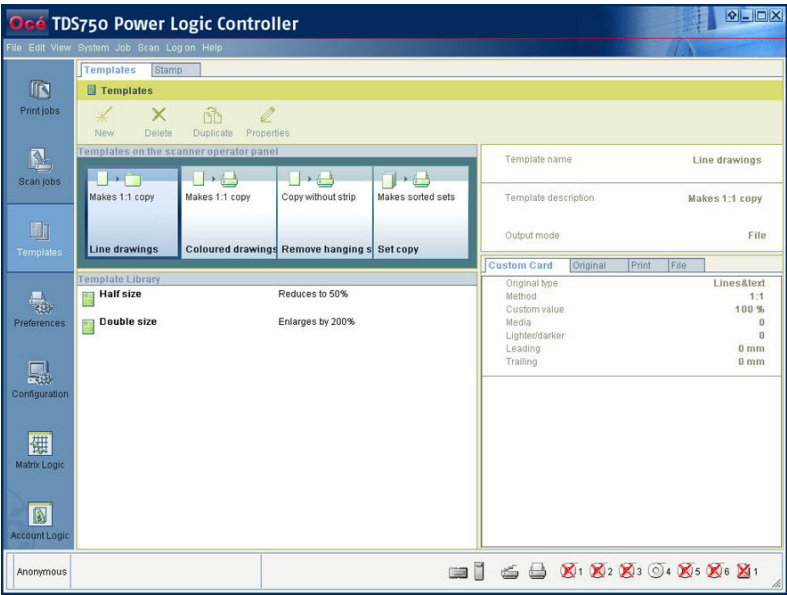 Océ TDS750 Power Logic Controller
File Edit View System Job Scan Log on Help
Print jobs
Scan jobs
Templates
Preferences
Configuration
Matrix Logic
Account Logic
Templates Stamp
Templates
New Delete Duplicate Properties
Templates on the scanner operator panel
Makes 1:1 copy Makes 1:1 copy Copy without strip Makes sorted sets
Line drawings Coloured drawings Remove hanging s Set copy
Template Library
Half size Reduces to 50%
Double size Enlarges by 200%
Template name Line drawings
Template description Makes 1:1 copy
Output mode File
Custom Card Original Print File
Original type Lines&text
Method 1:1
Custom value 100 %
Media 0
Lighter/darker 0
Leading 0 mm
Trailing 0 mm
Anonymous 1 2 3 4 5 6 1